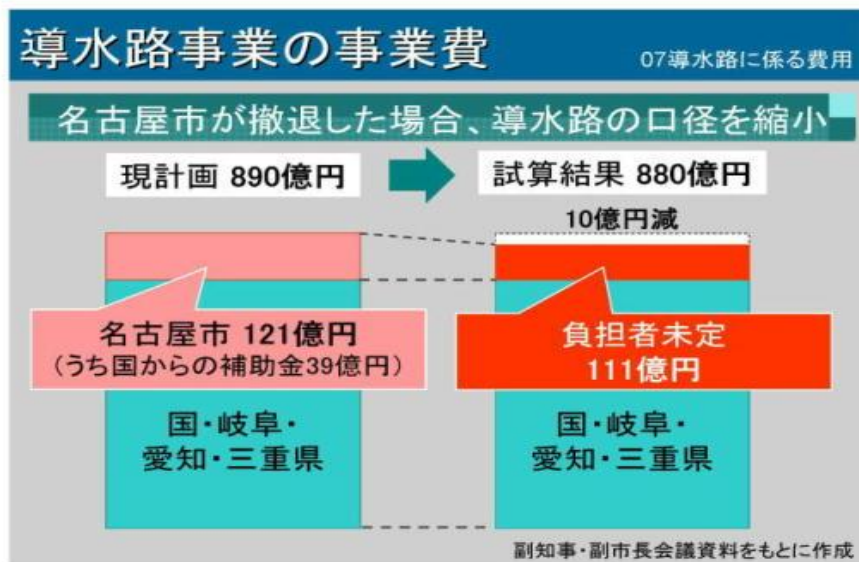 導水路事業の事業費
07導水路に係る費用
名古屋市が撤退した場合、導水路の口径を縮小
現計画 890億円
試算結果 880億円
10億円減
名古屋市 121億円
(うち国からの補助金39億円)
負担者未定
111億円
国・岐阜・
愛知・三重県
国・岐阜・
愛知・三重県
副知事・副市長会議資料をもとに作成